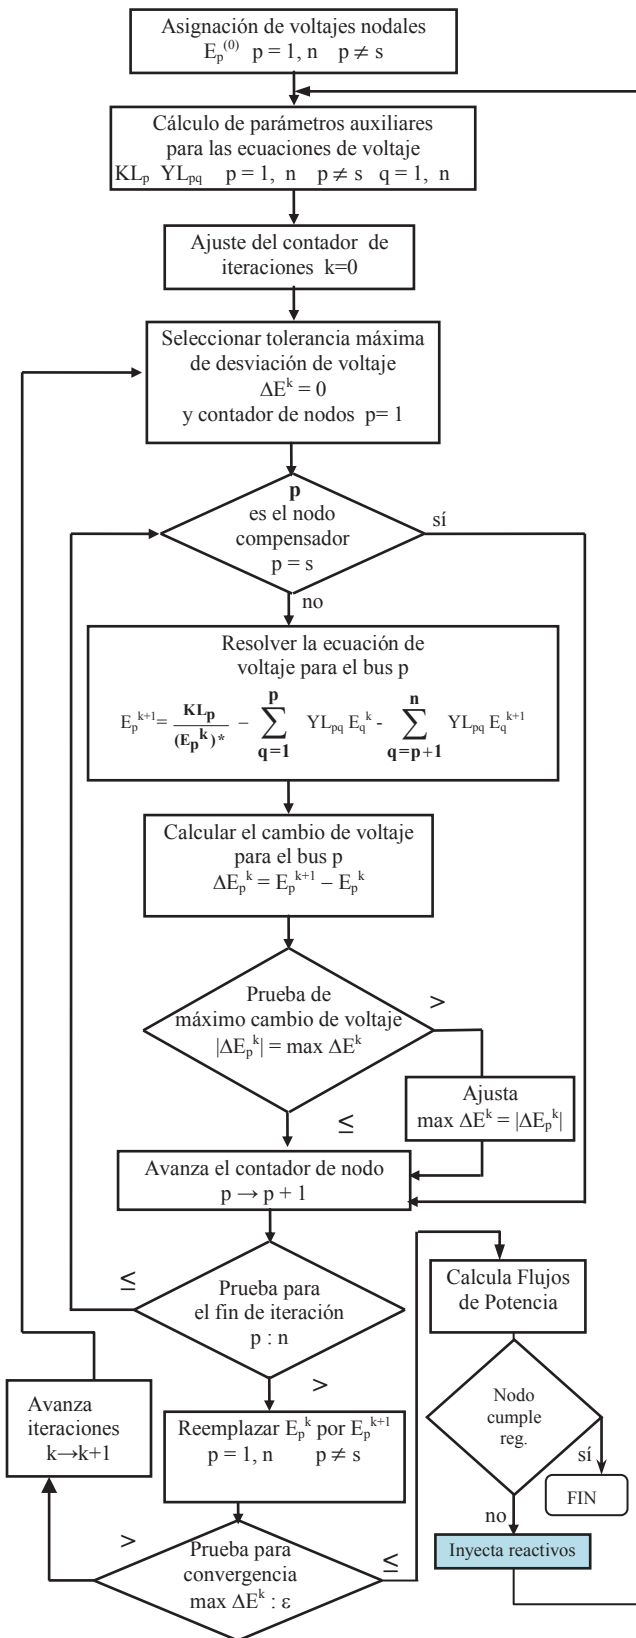 Asignación de voltajes nodales
Eₚ⁽⁰⁾ p = 1, n p ≠ s
Cálculo de parámetros auxiliares
para las ecuaciones de voltaje
KLₚ YLpq p = 1, n p ≠ s q = 1, n
Ajuste del contador de
iteraciones k=0
Seleccionar tolerancia máxima
de desviación de voltaje
ΔEᵏ = 0
y contador de nodos p= 1
p
es el nodo
compensador
p = s
sí
no
Resolver la ecuación de
voltaje para el bus p
Eₚᵏ⁺¹= KLₚ / (Eₚᵏ)* – ∑ q=1 p YLpq Eqᵏ - ∑ q=p+1 n YLpq Eqᵏ⁺¹
Calcular el cambio de voltaje
para el bus p
ΔEₚᵏ = Eₚᵏ⁺¹ – Eₚᵏ
Prueba de
máximo cambio de voltaje
|ΔEₚᵏ| = max ΔEᵏ
>
≤
Ajusta
max ΔEᵏ = |ΔEₚᵏ|
Avanza el contador de nodo
p → p + 1
Prueba para
el fin de iteración
p : n
≤
>
Avanza
iteraciones
k→k+1
Reemplazar Eₚᵏ por Eₚᵏ⁺¹
p = 1, n p ≠ s
Prueba para
convergencia
max ΔEᵏ : ε
>
≤
Calcula Flujos
de Potencia
Nodo
cumple
reg.
sí
FIN
no
Inyecta reactivos